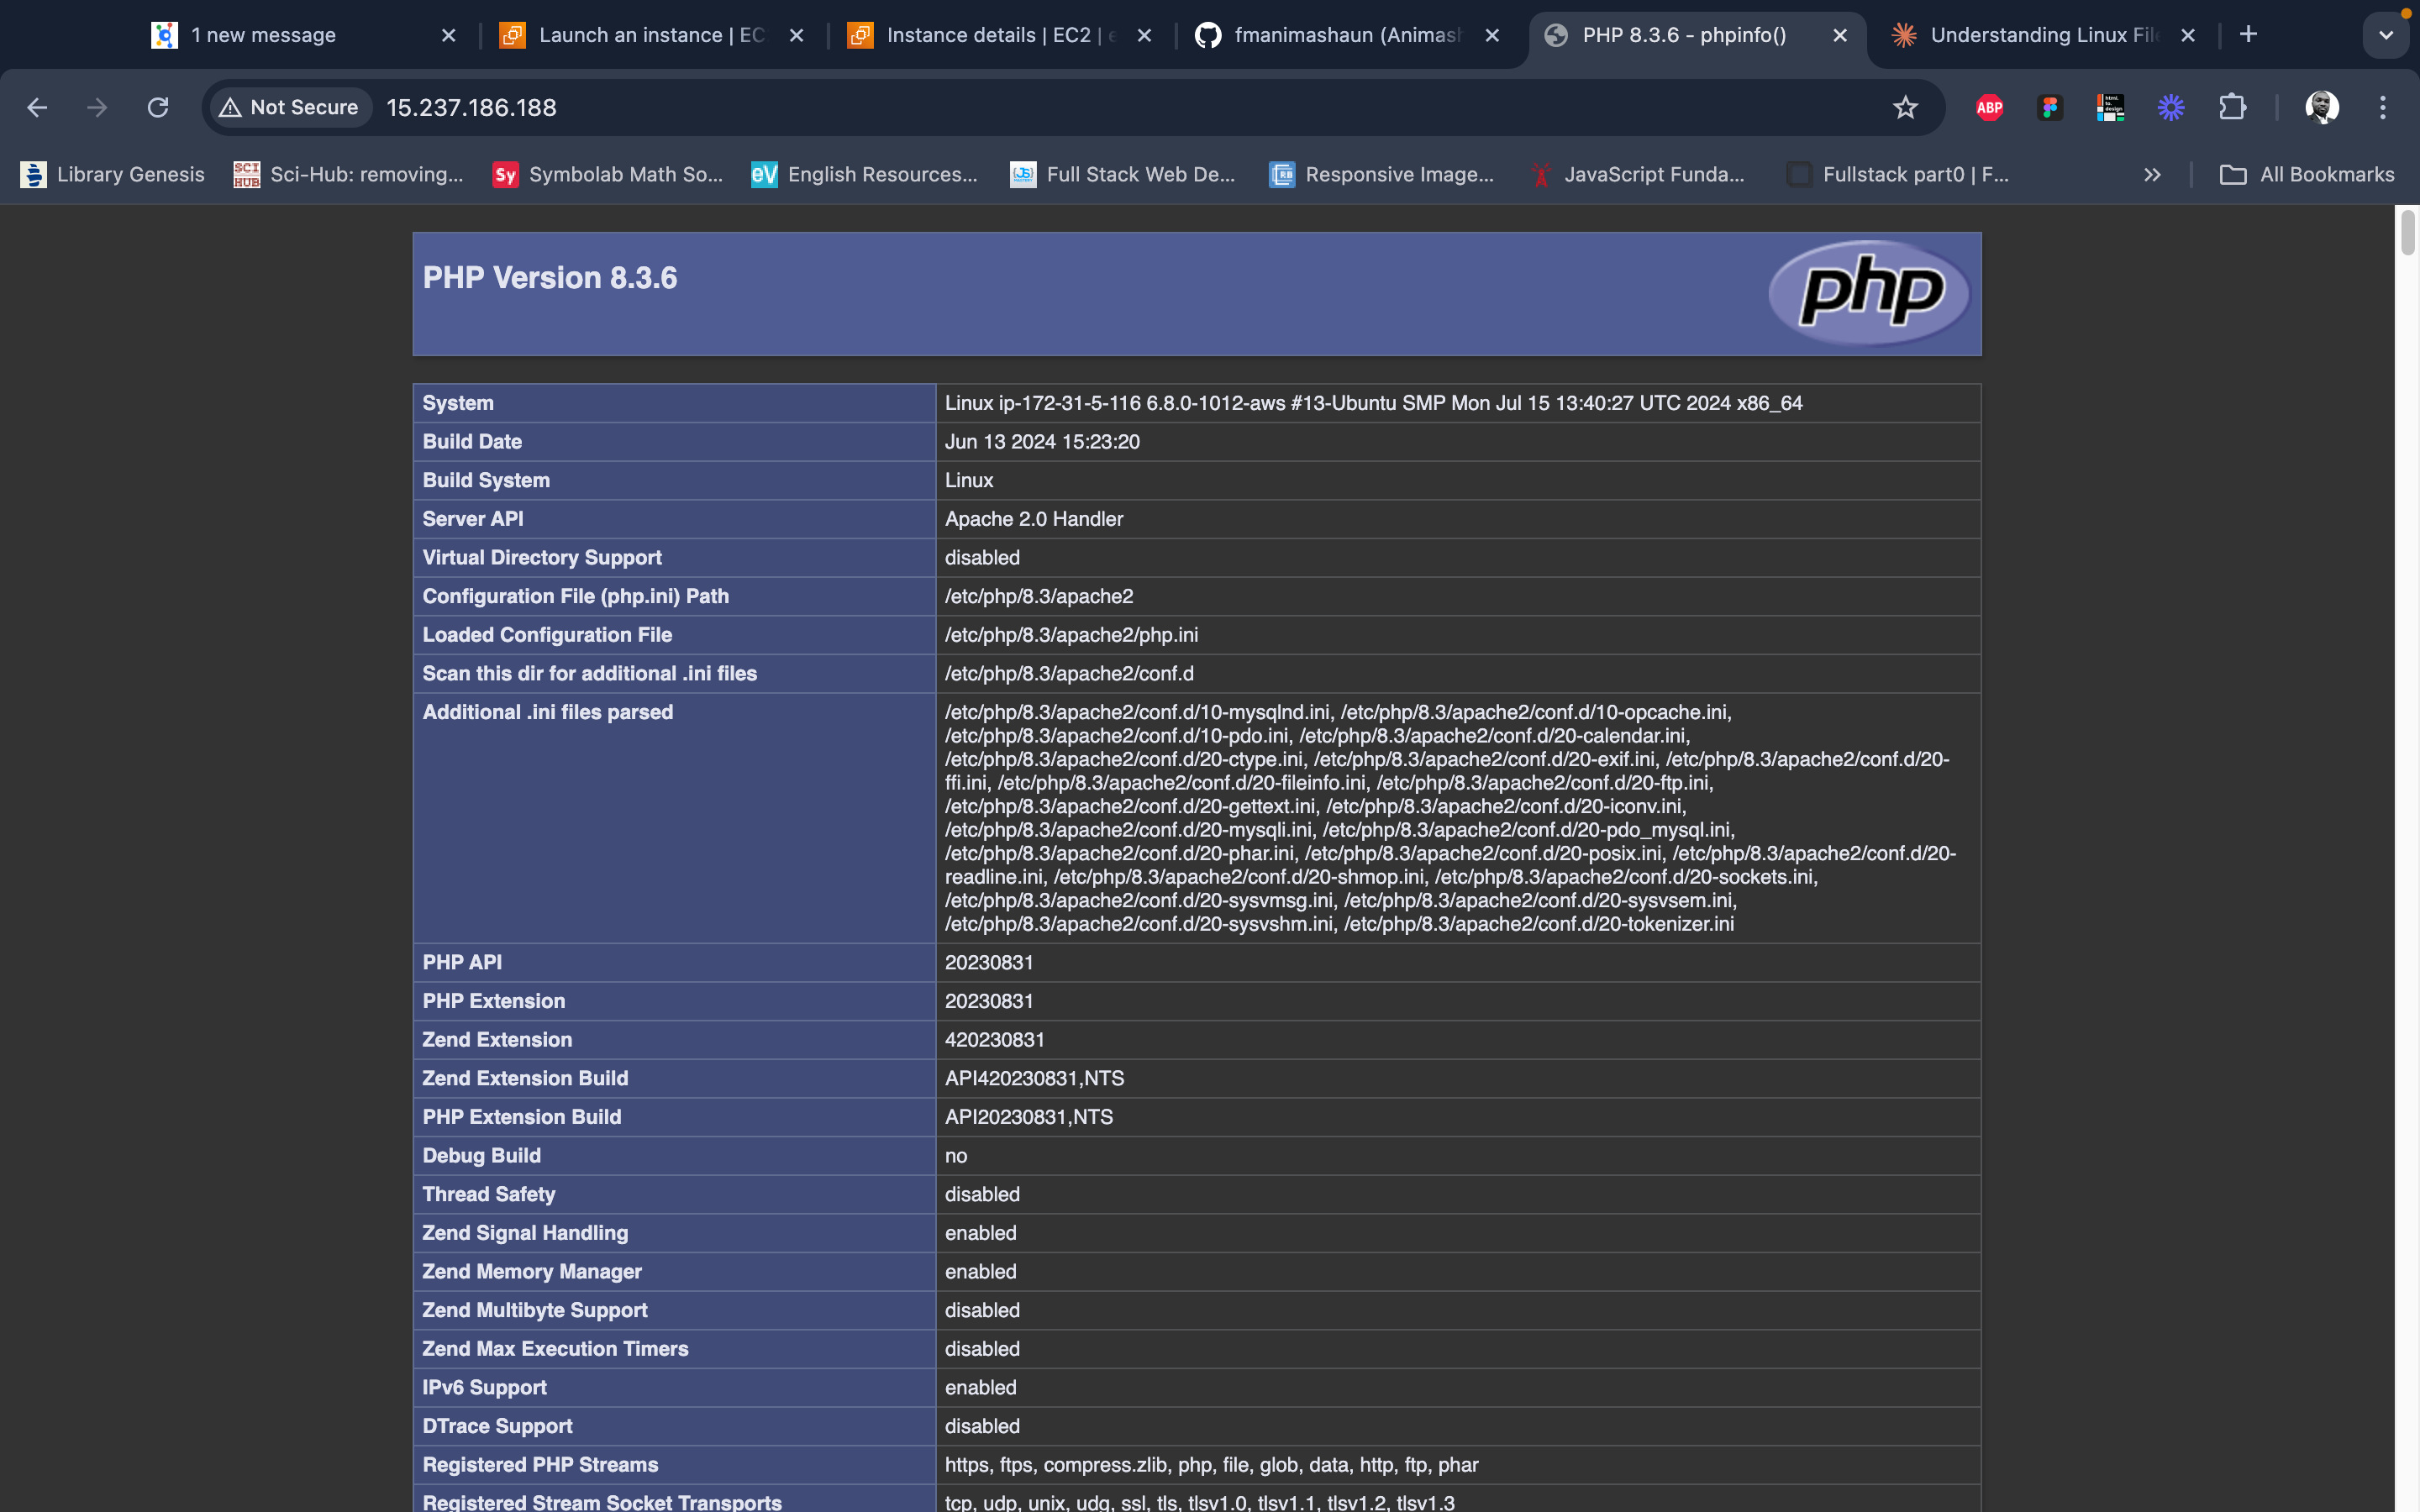 1 new message
Launch an instance | EC
Instance details | EC2 | e
fmanimashaun (Animash
PHP 8.3.6 - phpinfo()
Understanding Linux File
Not Secure
15.237.186.188
ABP
html. to. design
Library Genesis
SCI HUB
Sci-Hub: removing...
Sy
Symbolab Math So...
eV
English Resources...
JS
Full Stack Web De...
RB
Responsive Image...
JavaScript Funda...
Fullstack part0 | F...
All Bookmarks
PHP Version 8.3.6
php
System Linux ip-172-31-5-116 6.8.0-1012-aws #13-Ubuntu SMP Mon Jul 15 13:40:27 UTC 2024 x86_64
Build Date Jun 13 2024 15:23:20
Build System Linux
Server API Apache 2.0 Handler
Virtual Directory Support disabled
Configuration File (php.ini) Path /etc/php/8.3/apache2
Loaded Configuration File /etc/php/8.3/apache2/php.ini
Scan this dir for additional .ini files /etc/php/8.3/apache2/conf.d
Additional .ini files parsed /etc/php/8.3/apache2/conf.d/10-mysqlnd.ini, /etc/php/8.3/apache2/conf.d/10-opcache.ini,
/etc/php/8.3/apache2/conf.d/10-pdo.ini, /etc/php/8.3/apache2/conf.d/20-calendar.ini,
/etc/php/8.3/apache2/conf.d/20-ctype.ini, /etc/php/8.3/apache2/conf.d/20-exif.ini, /etc/php/8.3/apache2/conf.d/20-
ffi.ini, /etc/php/8.3/apache2/conf.d/20-fileinfo.ini, /etc/php/8.3/apache2/conf.d/20-ftp.ini,
/etc/php/8.3/apache2/conf.d/20-gettext.ini, /etc/php/8.3/apache2/conf.d/20-iconv.ini,
/etc/php/8.3/apache2/conf.d/20-mysqli.ini, /etc/php/8.3/apache2/conf.d/20-pdo_mysql.ini,
/etc/php/8.3/apache2/conf.d/20-phar.ini, /etc/php/8.3/apache2/conf.d/20-posix.ini, /etc/php/8.3/apache2/conf.d/20-
readline.ini, /etc/php/8.3/apache2/conf.d/20-shmop.ini, /etc/php/8.3/apache2/conf.d/20-sockets.ini,
/etc/php/8.3/apache2/conf.d/20-sysvmsg.ini, /etc/php/8.3/apache2/conf.d/20-sysvsem.ini,
/etc/php/8.3/apache2/conf.d/20-sysvshm.ini, /etc/php/8.3/apache2/conf.d/20-tokenizer.ini
PHP API 20230831
PHP Extension 20230831
Zend Extension 420230831
Zend Extension Build API420230831,NTS
PHP Extension Build API20230831,NTS
Debug Build no
Thread Safety disabled
Zend Signal Handling enabled
Zend Memory Manager enabled
Zend Multibyte Support disabled
Zend Max Execution Timers disabled
IPv6 Support enabled
DTrace Support disabled
Registered PHP Streams https, ftps, compress.zlib, php, file, glob, data, http, ftp, phar
Registered Stream Socket Transports tcp, udp, unix, udg, ssl, tls, tlsv1.0, tlsv1.1, tlsv1.2, tlsv1.3